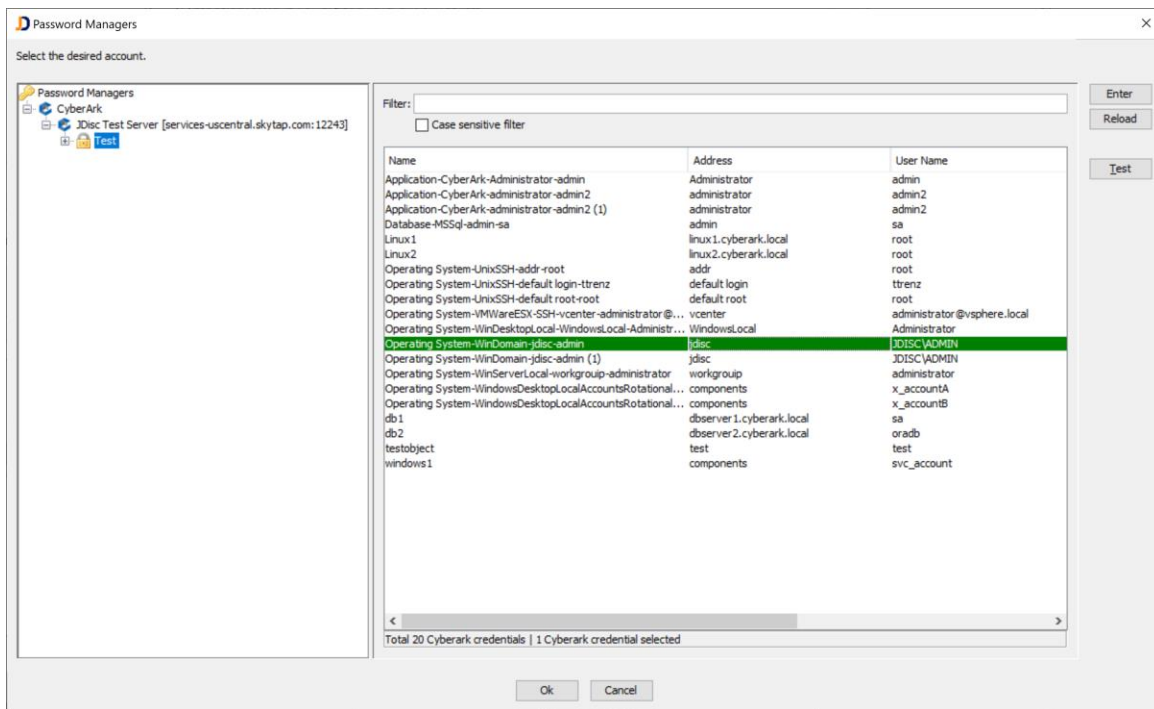 Password Managers
Select the desired account.
Password Managers
CyberArk
JDisc Test Server [services-uscentral.skytap.com:12243]
Test
Filter:
Case sensitive filter
Enter
Reload
Test
Name Address User Name
Application-CyberArk-Administrator-admin Administrator admin
Application-CyberArk-administrator-admin2 administrator admin2
Application-CyberArk-administrator-admin2 (1) administrator admin2
Database-MSSql-admin-sa admin sa
Linux1 linux1.cyberark.local root
Linux2 linux2.cyberark.local root
Operating System-UnixSSH-addr-root addr root
Operating System-UnixSSH-default login-ttrenz default login ttrenz
Operating System-UnixSSH-default root-root default root root
Operating System-VMWareESX-SSH-vcenter-administrator@... vcenter administrator@vsphere.local
Operating System-WinDesktopLocal-WindowsLocal-Administr... WindowsLocal Administrator
Operating System-WinDomain-jdisc-admin jdisc JDISC\ADMIN
Operating System-WinDomain-jdisc-admin (1) jdisc JDISC\ADMIN
Operating System-WinServerLocal-workgrouip-administrator workgrouip administrator
Operating System-WindowsDesktopLocalAccountsRotational... components x_accountA
Operating System-WindowsDesktopLocalAccountsRotational... components x_accountB
db1 dbserver1.cyberark.local sa
db2 dbserver2.cyberark.local oradb
testobject test test
windows1 components svc_account
Total 20 Cyberark credentials | 1 Cyberark credential selected
Ok Cancel